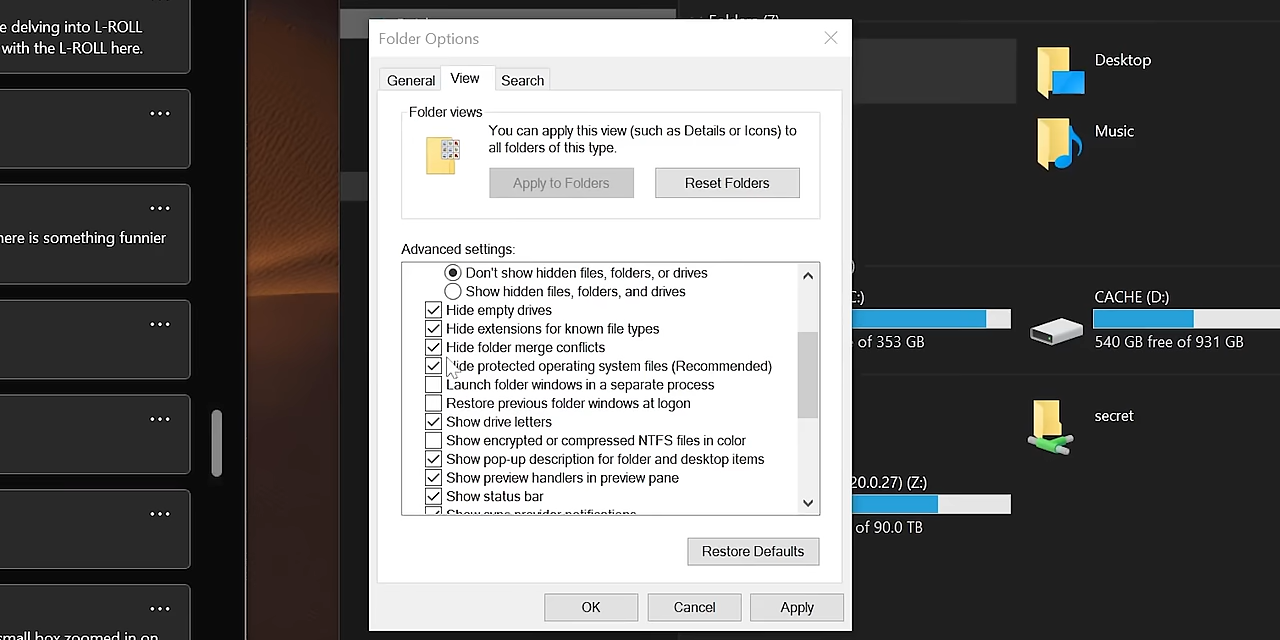 e delving into L-ROLL
with the L-ROLL here.
here is something funnier
small box zoomed in on
Folder Options
General
View
Search
Folder views
You can apply this view (such as Details or Icons) to
all folders of this type.
Apply to Folders
Reset Folders
Advanced settings:
Don't show hidden files, folders, or drives
Show hidden files, folders, and drives
Hide empty drives
Hide extensions for known file types
Hide folder merge conflicts
Hide protected operating system files (Recommended)
Launch folder windows in a separate process
Restore previous folder windows at logon
Show drive letters
Show encrypted or compressed NTFS files in color
Show pop-up description for folder and desktop items
Show preview handlers in preview pane
Show status bar
Show sync provider notifications
Restore Defaults
OK
Cancel
Apply
Folders (7)
Desktop
Music
C:)
of 353 GB
CACHE (D:)
540 GB free of 931 GB
secret
20.0.27) (Z:)
of 90.0 TB